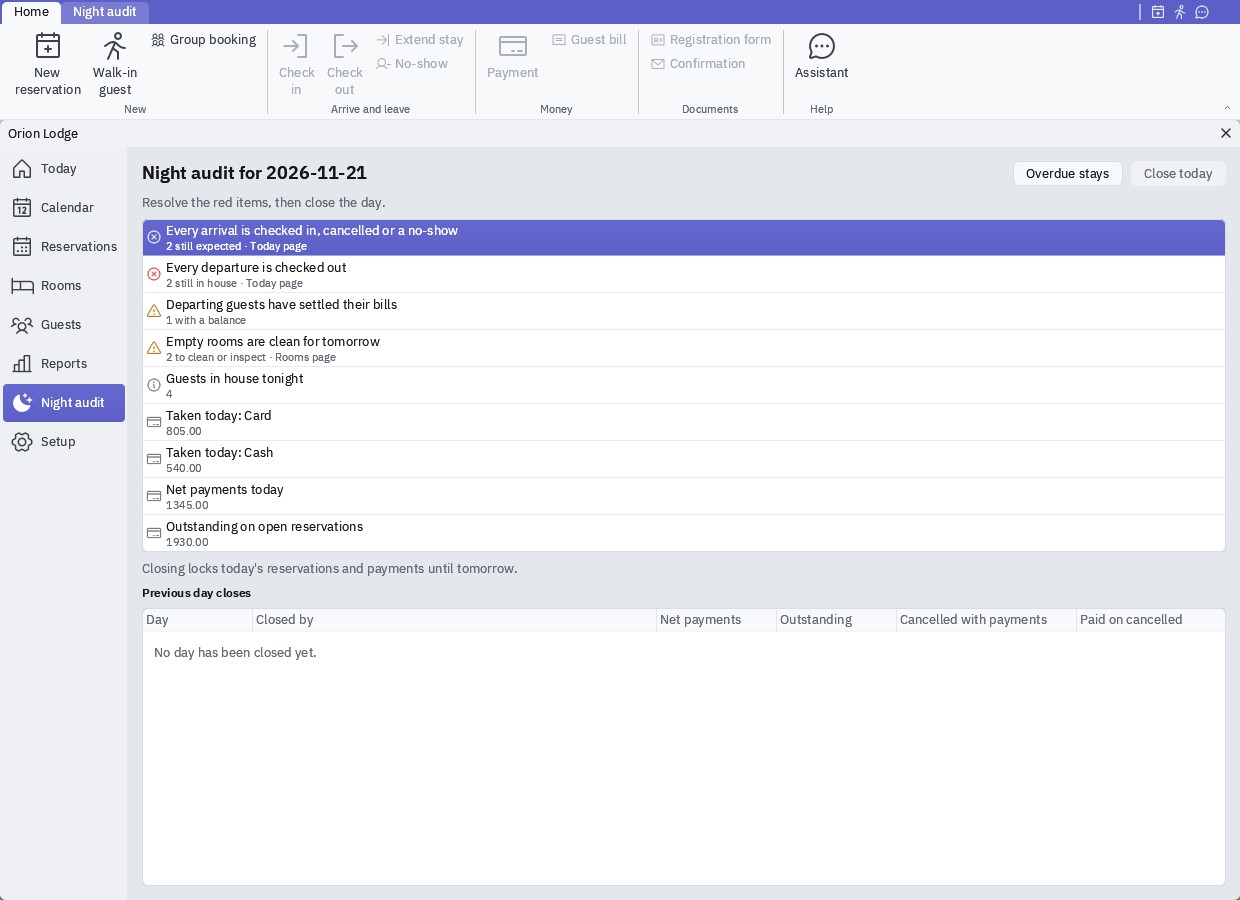 Home
Night audit
New reservation
Walk-in guest
Group booking
New
Check in
Check out
Extend stay
No-show
Arrive and leave
Payment
Guest bill
Money
Registration form
Confirmation
Documents
Assistant
Help
Orion Lodge
Today
Calendar
Reservations
Rooms
Guests
Reports
Night audit
Setup
Night audit for 2026-11-21
Overdue stays
Close today
Resolve the red items, then close the day.
Every arrival is checked in, cancelled or a no-show
2 still expected · Today page
Every departure is checked out
2 still in house · Today page
Departing guests have settled their bills
1 with a balance
Empty rooms are clean for tomorrow
2 to clean or inspect · Rooms page
Guests in house tonight
4
Taken today: Card
805.00
Taken today: Cash
540.00
Net payments today
1345.00
Outstanding on open reservations
1930.00
Closing locks today's reservations and payments until tomorrow.
Previous day closes
Day Closed by Net payments Outstanding Cancelled with payments Paid on cancelled
No day has been closed yet.